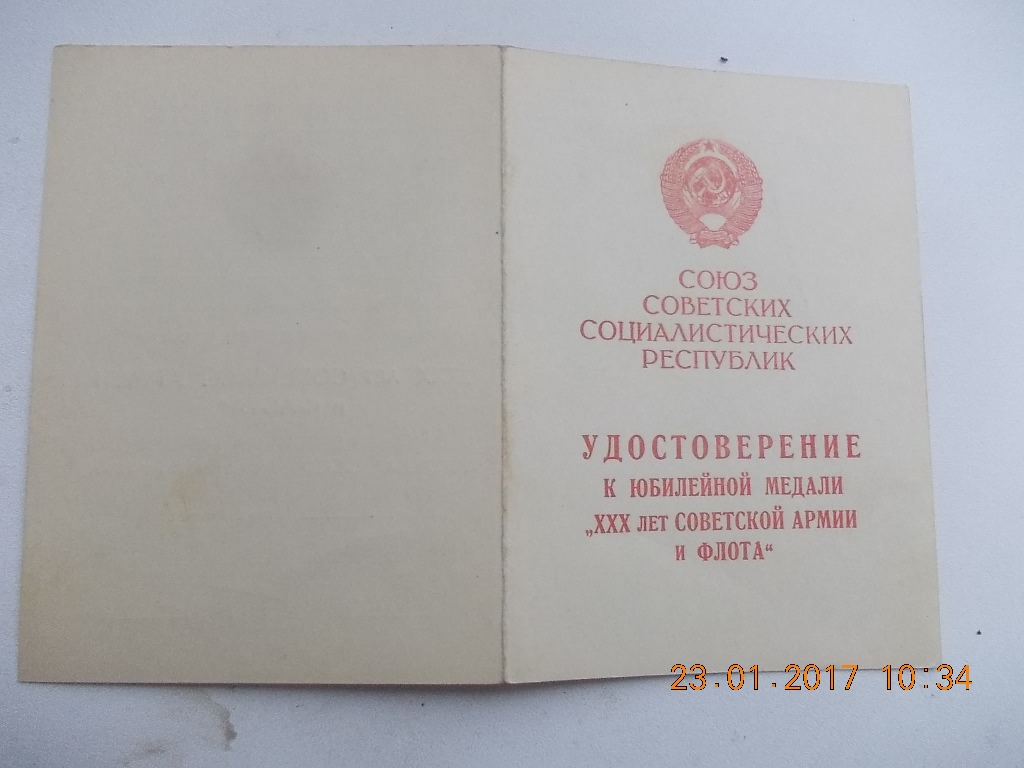 СОЮЗ
СОВЕТСКИХ
СОЦИАЛИСТИЧЕСКИХ
РЕСПУБЛИК
УДОСТОВЕРЕНИЕ
К ЮБИЛЕЙНОЙ МЕДАЛИ
„XXX лет СОВЕТСКОЙ АРМИИ
И ФЛОТА“
23.01.2017 10:34